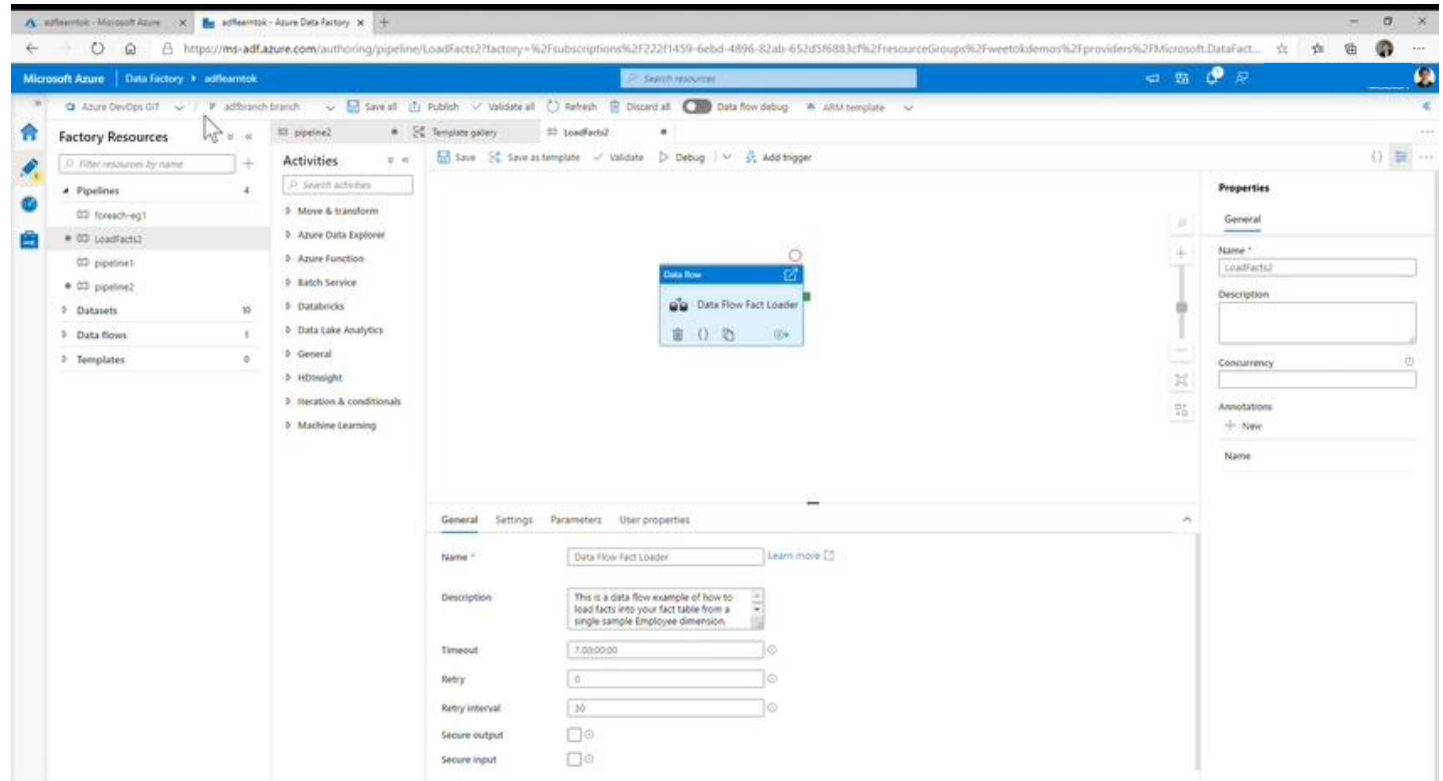 adflearntok - Microsoft Azure
adflearntok - Azure Data Factory
https://ms-adf.azure.com/authoring/pipeline/LoadFacts2?factory=%2Fsubscriptions%2F222f1459-6ebd-4896-82ab-652d5f6883cf%2FresourceGroups%2Fweetokdemos%2Fproviders%2FMicrosoft.DataFact...
Microsoft Azure | Data Factory adflearntok
Search resources
Azure DevOps GIT / adfbranch branch Save all Publish Validate all Refresh Discard all Data flow debug ARM template
Factory Resources
Filter resources by name
Pipelines 4
foreach-eg1
LoadFacts2
pipeline1
pipeline2
Datasets 10
Data flows 1
Templates 0
pipeline2 Template gallery LoadFacts2
Activities
Search activities
Move & transform
Azure Data Explorer
Azure Function
Batch Service
Databricks
Data Lake Analytics
General
HDInsight
Iteration & conditionals
Machine Learning
Save Save as template Validate Debug Add trigger
Data flow
Data Flow Fact Loader
Properties
General
Name *
LoadFacts2
Description
Concurrency
Annotations
New
Name
General Settings Parameters User properties
Name * Data Flow Fact Loader Learn more
Description This is a data flow example of how to
load facts into your fact table from a
single sample Employee dimension.
Timeout 7.00:00:00
Retry 0
Retry interval 30
Secure output
Secure input